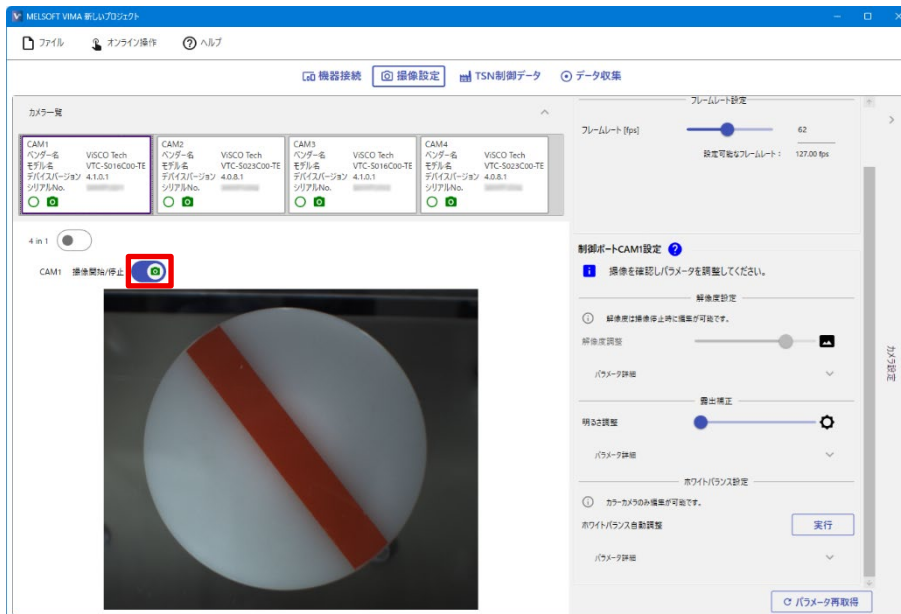 MELSOFT VIMA 新しいプロジェクト
ファイル オンライン操作 ヘルプ
機器接続 撮像設定 TSN制御データ データ収集
カメラ一覧
CAM1
ベンダー名 ViSCO Tech
モデル名 VTC-S016C00-TE
デバイスバージョン 4.1.0.1
シリアルNo.
CAM2
ベンダー名 ViSCO Tech
モデル名 VTC-S023C00-TE
デバイスバージョン 4.0.8.1
シリアルNo.
CAM3
ベンダー名 ViSCO Tech
モデル名 VTC-S016C00-TE
デバイスバージョン 4.1.0.1
シリアルNo.
CAM4
ベンダー名 ViSCO Tech
モデル名 VTC-S023C00-TE
デバイスバージョン 4.0.8.1
シリアルNo.
4 in 1
CAM1 撮像開始/停止
フレームレート設定
フレームレート [fps] 62
設定可能なフレームレート： 127.00 fps
制御ポートCAM1設定
撮像を確認しパラメータを調整してください。
解像度設定
解像度は撮像停止時に編集が可能です。
解像度調整
パラメータ詳細
露出補正
明るさ調整
パラメータ詳細
ホワイトバランス設定
カラーカメラのみ編集が可能です。
ホワイトバランス自動調整 実行
パラメータ詳細
パラメータ再取得
カメラ設定